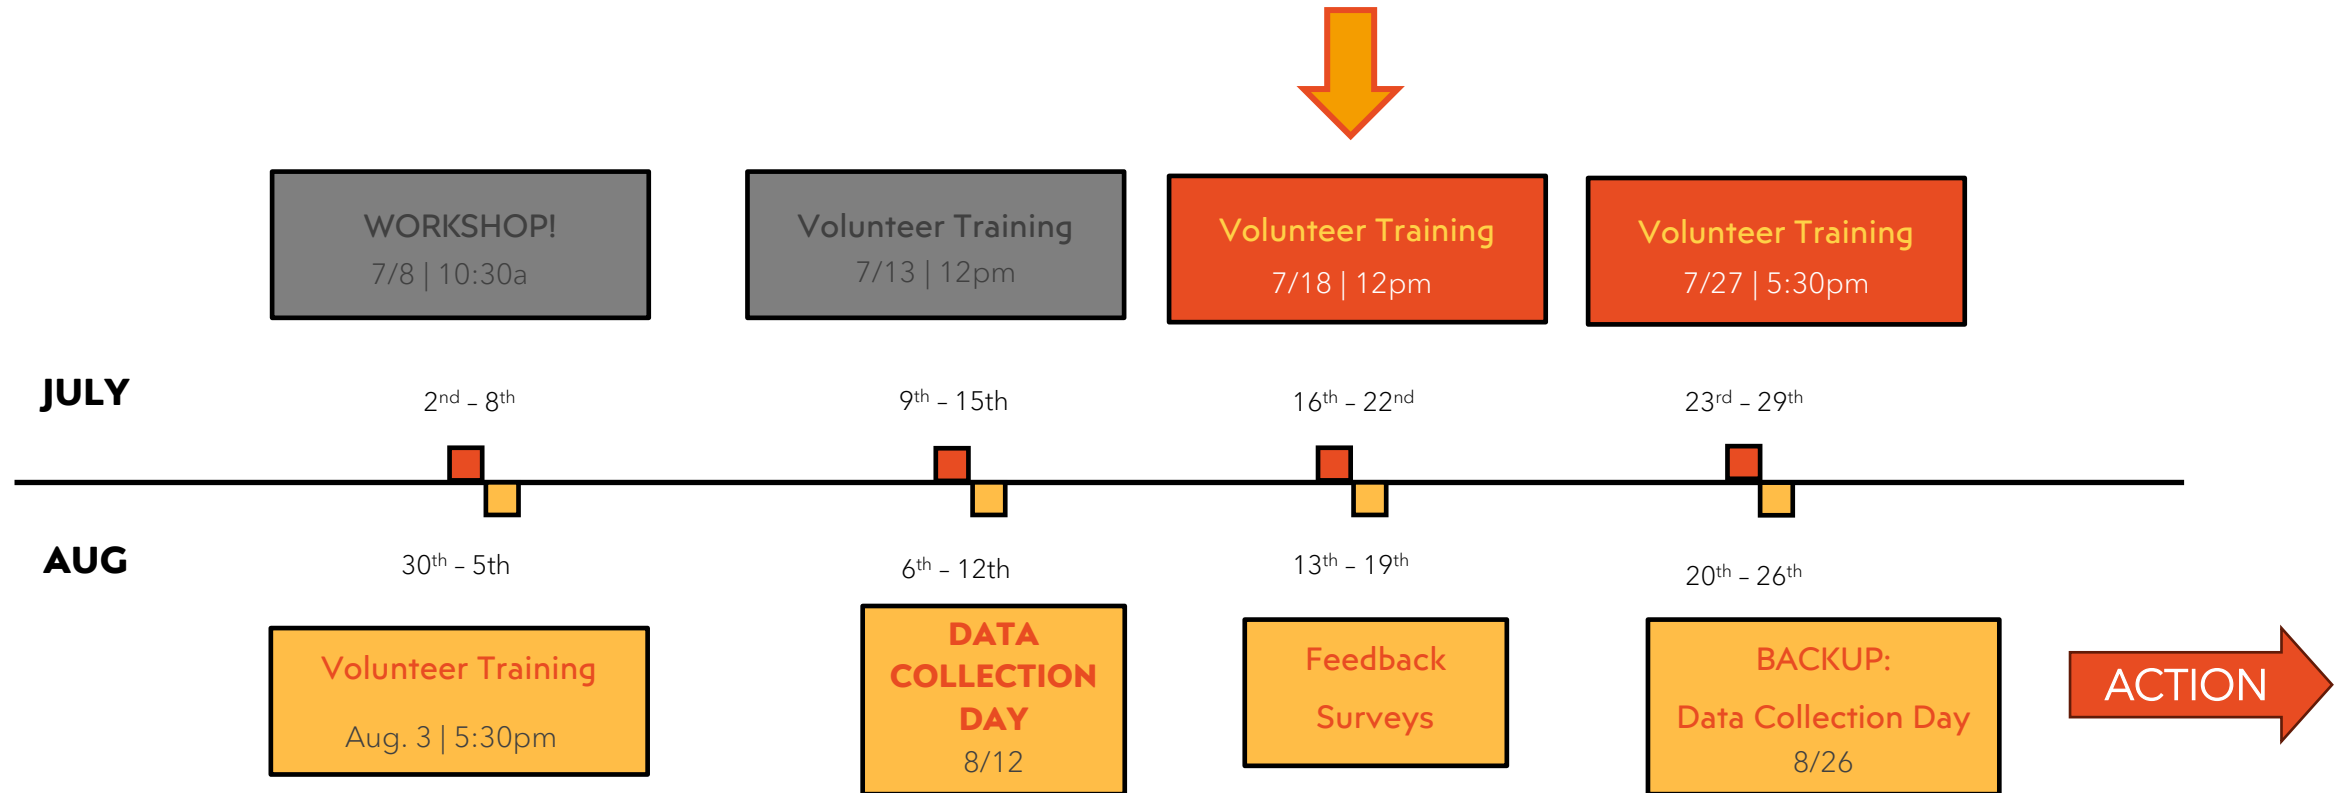 WORKSHOP!
7/8 | 10:30a
Volunteer Training
7/13 | 12pm
Volunteer Training
7/18 | 12pm
Volunteer Training
7/27 | 5:30pm
JULY
2nd – 8th
9th – 15th
16th – 22nd
23rd – 29th
AUG
30th – 5th
6th – 12th
13th – 19th
20th – 26th
Volunteer Training
Aug. 3 | 5:30pm
DATA
COLLECTION
DAY
8/12
Feedback
Surveys
BACKUP:
Data Collection Day
8/26
ACTION